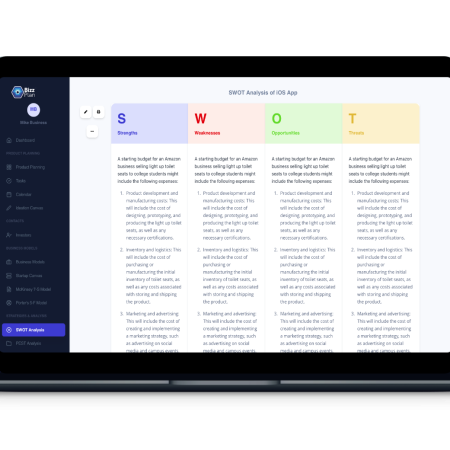 Bizz
Plan
MB
Mike Business
Dashboard
Product Planning
Tasks
Calendar
Ideation Canvas
Investors
Business Models
Startup Canvas
McKinsey 7-S Model
Porter's 5-F Model
SWOT Analysis
PEST Analysis
SWOT Analysis of iOS App
S
Strengths
W
Weaknesses
O
Opportunities
T
Threats
A starting budget for an Amazon
business selling light up toilet
seats to college students might
include the following expenses:
1. Product development and
manufacturing costs: This
will include the cost of
designing, prototyping, and
producing the light up toilet
seats, as well as any
necessary certifications.
2. Inventory and logistics: This
will include the cost of
purchasing or
manufacturing the initial
inventory of toilet seats, as
well as any costs associated
with storing and shipping
the product.
3. Marketing and advertising:
This will include the cost of
creating and implementing
a marketing strategy, such
as advertising on social
media and campus events
A starting budget for an Amazon
business selling light up toilet
seats to college students might
include the following expenses:
1. Product development and
manufacturing costs: This
will include the cost of
designing, prototyping, and
producing the light up toilet
seats, as well as any
necessary certifications.
2. Inventory and logistics: This
will include the cost of
purchasing or
manufacturing the initial
inventory of toilet seats, as
well as any costs associated
with storing and shipping
the product.
3. Marketing and advertising:
This will include the cost of
creating and implementing
a marketing strategy, such
as advertising on social
media and campus events
A starting budget for an Amazon
business selling light up toilet
seats to college students might
include the following expenses:
1. Product development and
manufacturing costs: This
will include the cost of
designing, prototyping, and
producing the light up toilet
seats, as well as any
necessary certifications.
2. Inventory and logistics: This
will include the cost of
purchasing or
manufacturing the initial
inventory of toilet seats, as
well as any costs associated
with storing and shipping
the product.
3. Marketing and advertising:
This will include the cost of
creating and implementing
a marketing strategy, such
as advertising on social
media and campus events
A starting budget for an Amazon
business selling light up toilet
seats to college students might
include the following expenses:
1. Product development and
manufacturing costs: This
will include the cost of
designing, prototyping, and
producing the light up toilet
seats, as well as any
necessary certifications.
2. Inventory and logistics: This
will include the cost of
purchasing or
manufacturing the initial
inventory of toilet seats, as
well as any costs associated
with storing and shipping
the product.
3. Marketing and advertising:
This will include the cost of
creating and implementing
a marketing strategy, such
as advertising on social
media and campus events